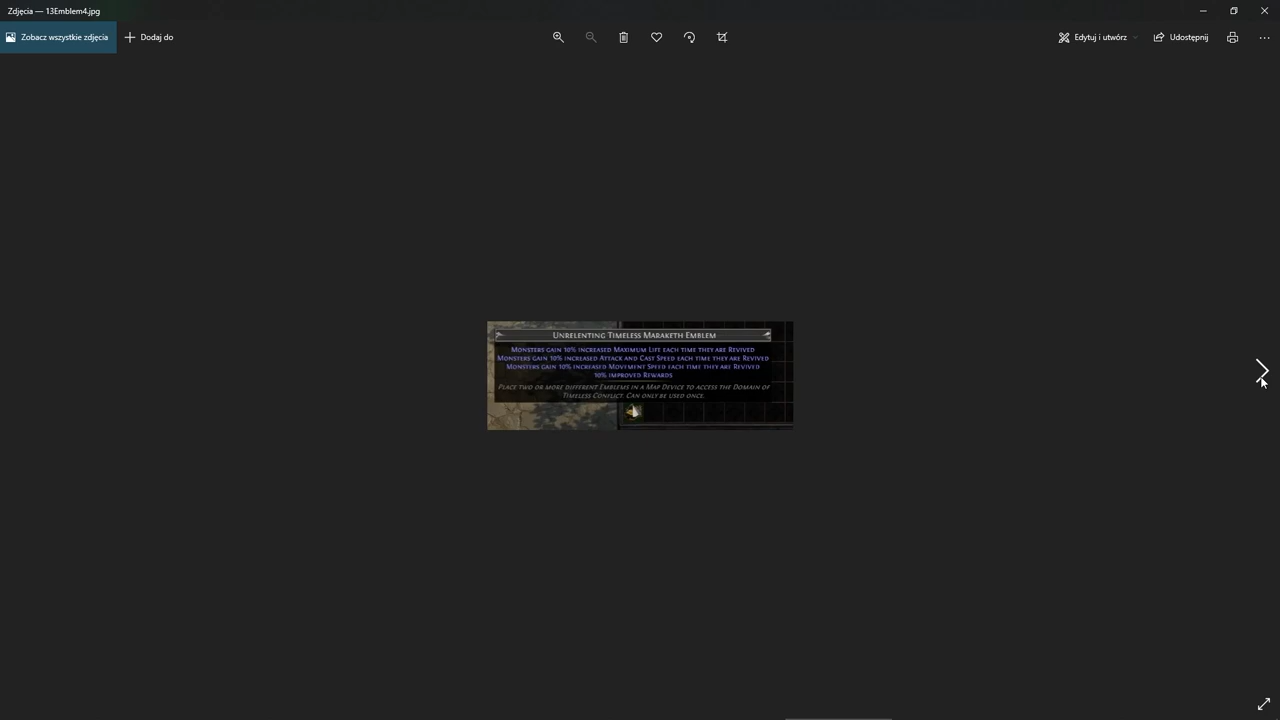 Zdjęcia — 13Emblem4.jpg
Zobacz wszystkie zdjęcia
Dodaj do
Edytuj i utwórz
Udostępnij
Unrelenting Timeless Maraketh Emblem
Monsters gain 10% increased Maximum Life each time they are Revived
Monsters gain 10% increased Attack and Cast Speed each time they are Revived
Monsters gain 10% increased Movement Speed each time they are Revived
10% improved Rewards
Place two or more different Emblems in a Map Device to access the Domain of
Timeless Conflict. Can only be used once.